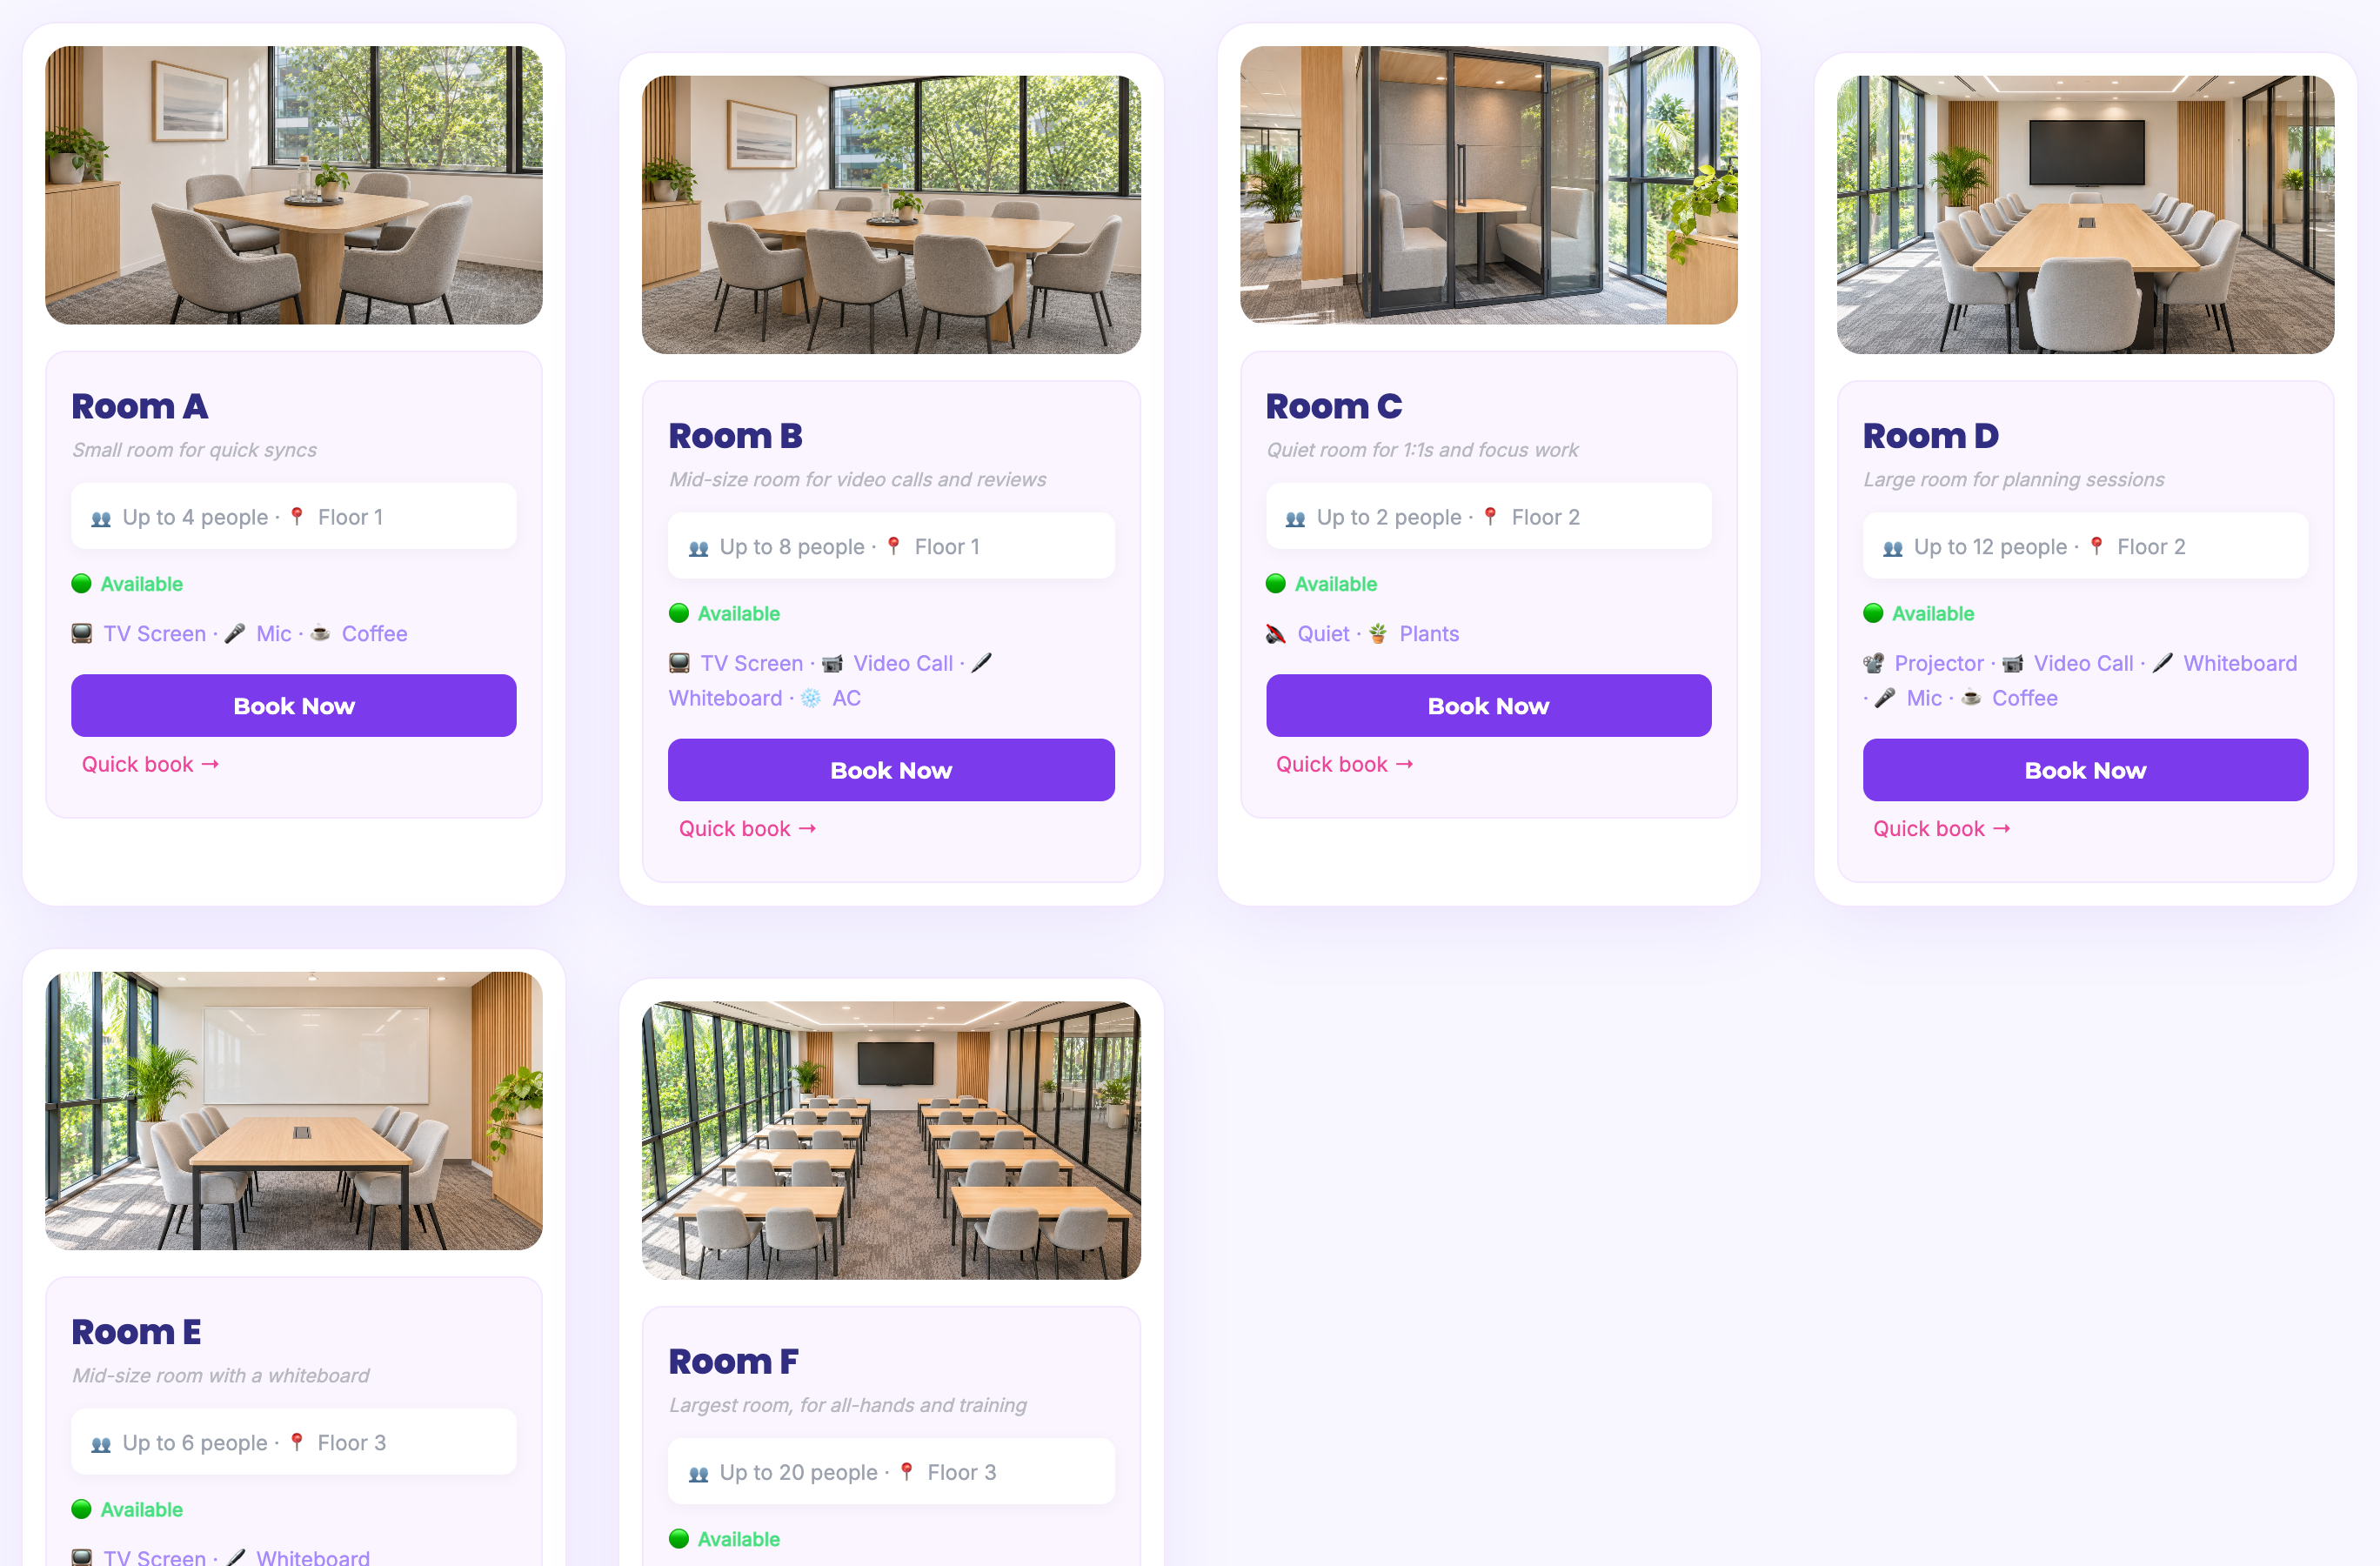 Room A
Small room for quick syncs
👥 Up to 4 people · 📍 Floor 1
🟢 Available
📺 TV Screen · 🎤 Mic · ☕ Coffee
Book Now
Quick book →
Room B
Mid-size room for video calls and reviews
👥 Up to 8 people · 📍 Floor 1
🟢 Available
📺 TV Screen · 📹 Video Call · 🖊
Whiteboard · ❄️ AC
Book Now
Quick book →
Room C
Quiet room for 1:1s and focus work
👥 Up to 2 people · 📍 Floor 2
🟢 Available
🔇 Quiet · 🪴 Plants
Book Now
Quick book →
Room D
Large room for planning sessions
👥 Up to 12 people · 📍 Floor 2
🟢 Available
📽 Projector · 📹 Video Call · 🖊 Whiteboard
· 🎤 Mic · ☕ Coffee
Book Now
Quick book →
Room E
Mid-size room with a whiteboard
👥 Up to 6 people · 📍 Floor 3
🟢 Available
📺 TV Screen · 🖊 Whiteboard
Room F
Largest room, for all-hands and training
👥 Up to 20 people · 📍 Floor 3
🟢 Available